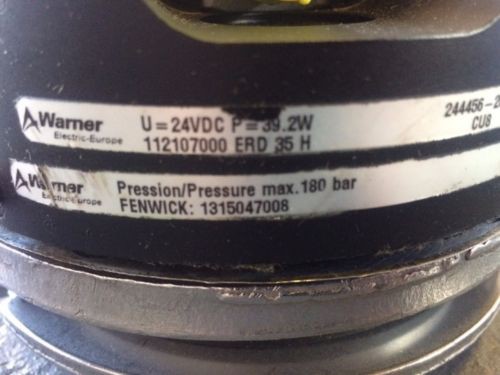 Warner
Electric-Europe
U=24VDC P=39.2W
112107000 ERD 35 H
CU8
Warner
Electric-Europe
Pression/Pressure max.180 bar
FENWICK: 1315047008